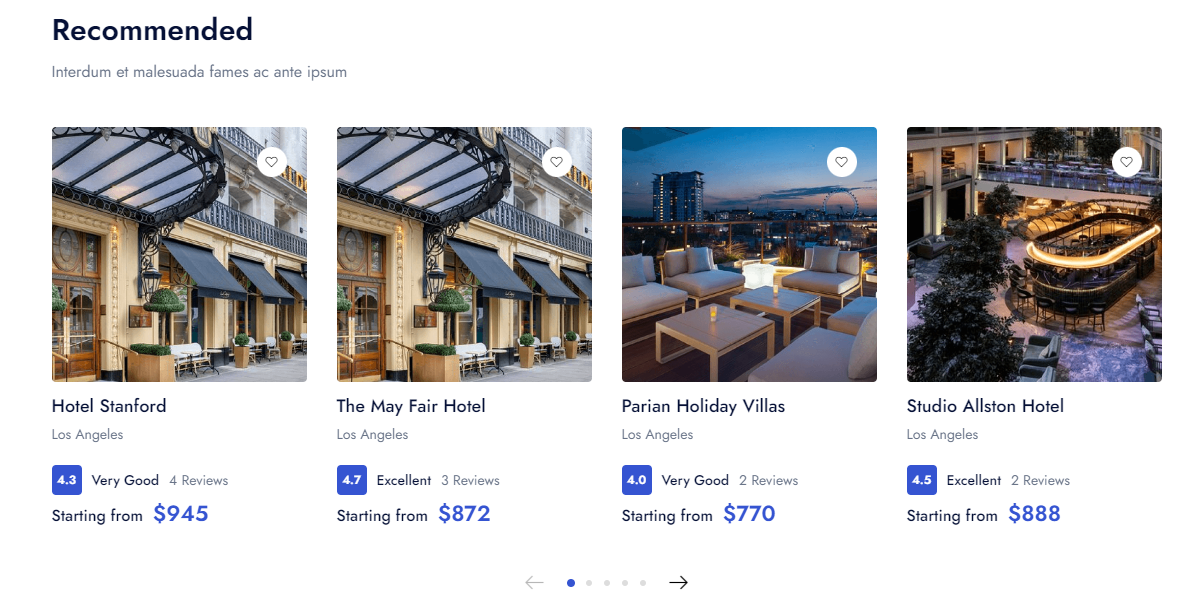 Recommended
Interdum et malesuada fames ac ante ipsum
Hotel Stanford
Los Angeles
4.3 Very Good 4 Reviews
Starting from $945
The May Fair Hotel
Los Angeles
4.7 Excellent 3 Reviews
Starting from $872
Parian Holiday Villas
Los Angeles
4.0 Very Good 2 Reviews
Starting from $770
Studio Allston Hotel
Los Angeles
4.5 Excellent 2 Reviews
Starting from $888